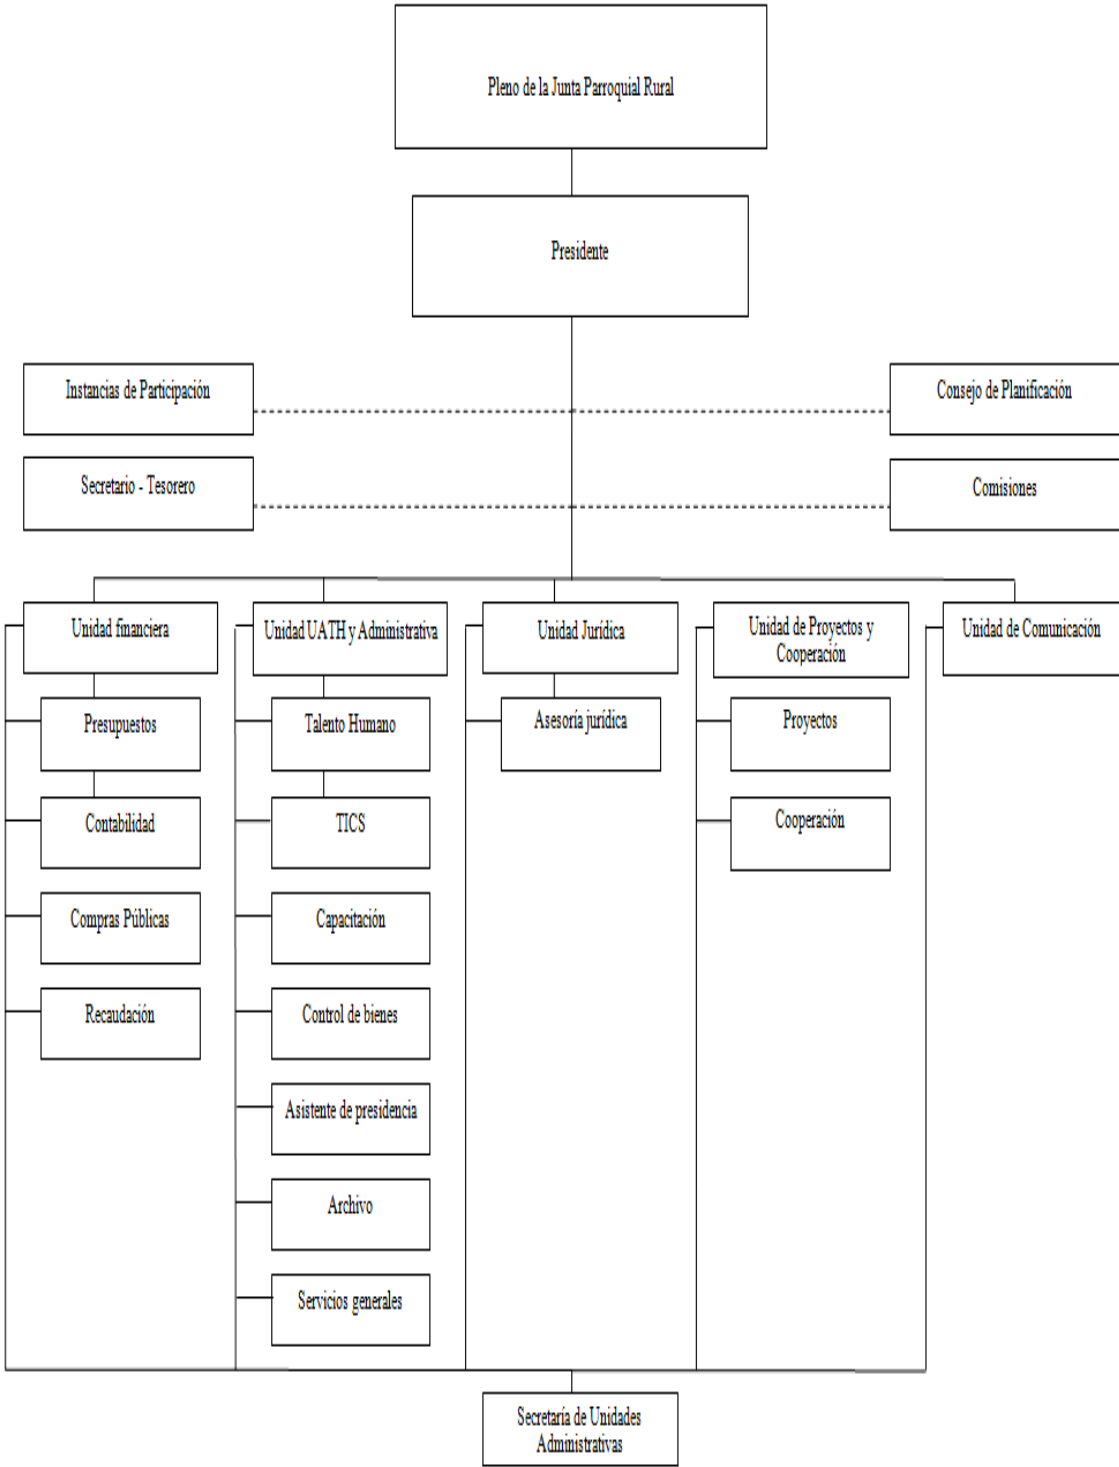 Pleno de la Junta Parroquial Rural
Presidente
Instancias de Participación
Consejo de Planificación
Secretario - Tesorero
Comisiones
Unidad financiera
Unidad UATH y Administrativa
Unidad Jurídica
Unidad de Proyectos y
Cooperación
Unidad de Comunicación
Presupuestos
Talento Humano
Asesoría jurídica
Proyectos
Contabilidad
TICS
Cooperación
Compras Públicas
Capacitación
Recaudación
Control de bienes
Asistente de presidencia
Archivo
Servicios generales
Secretaría de Unidades
Administrativas